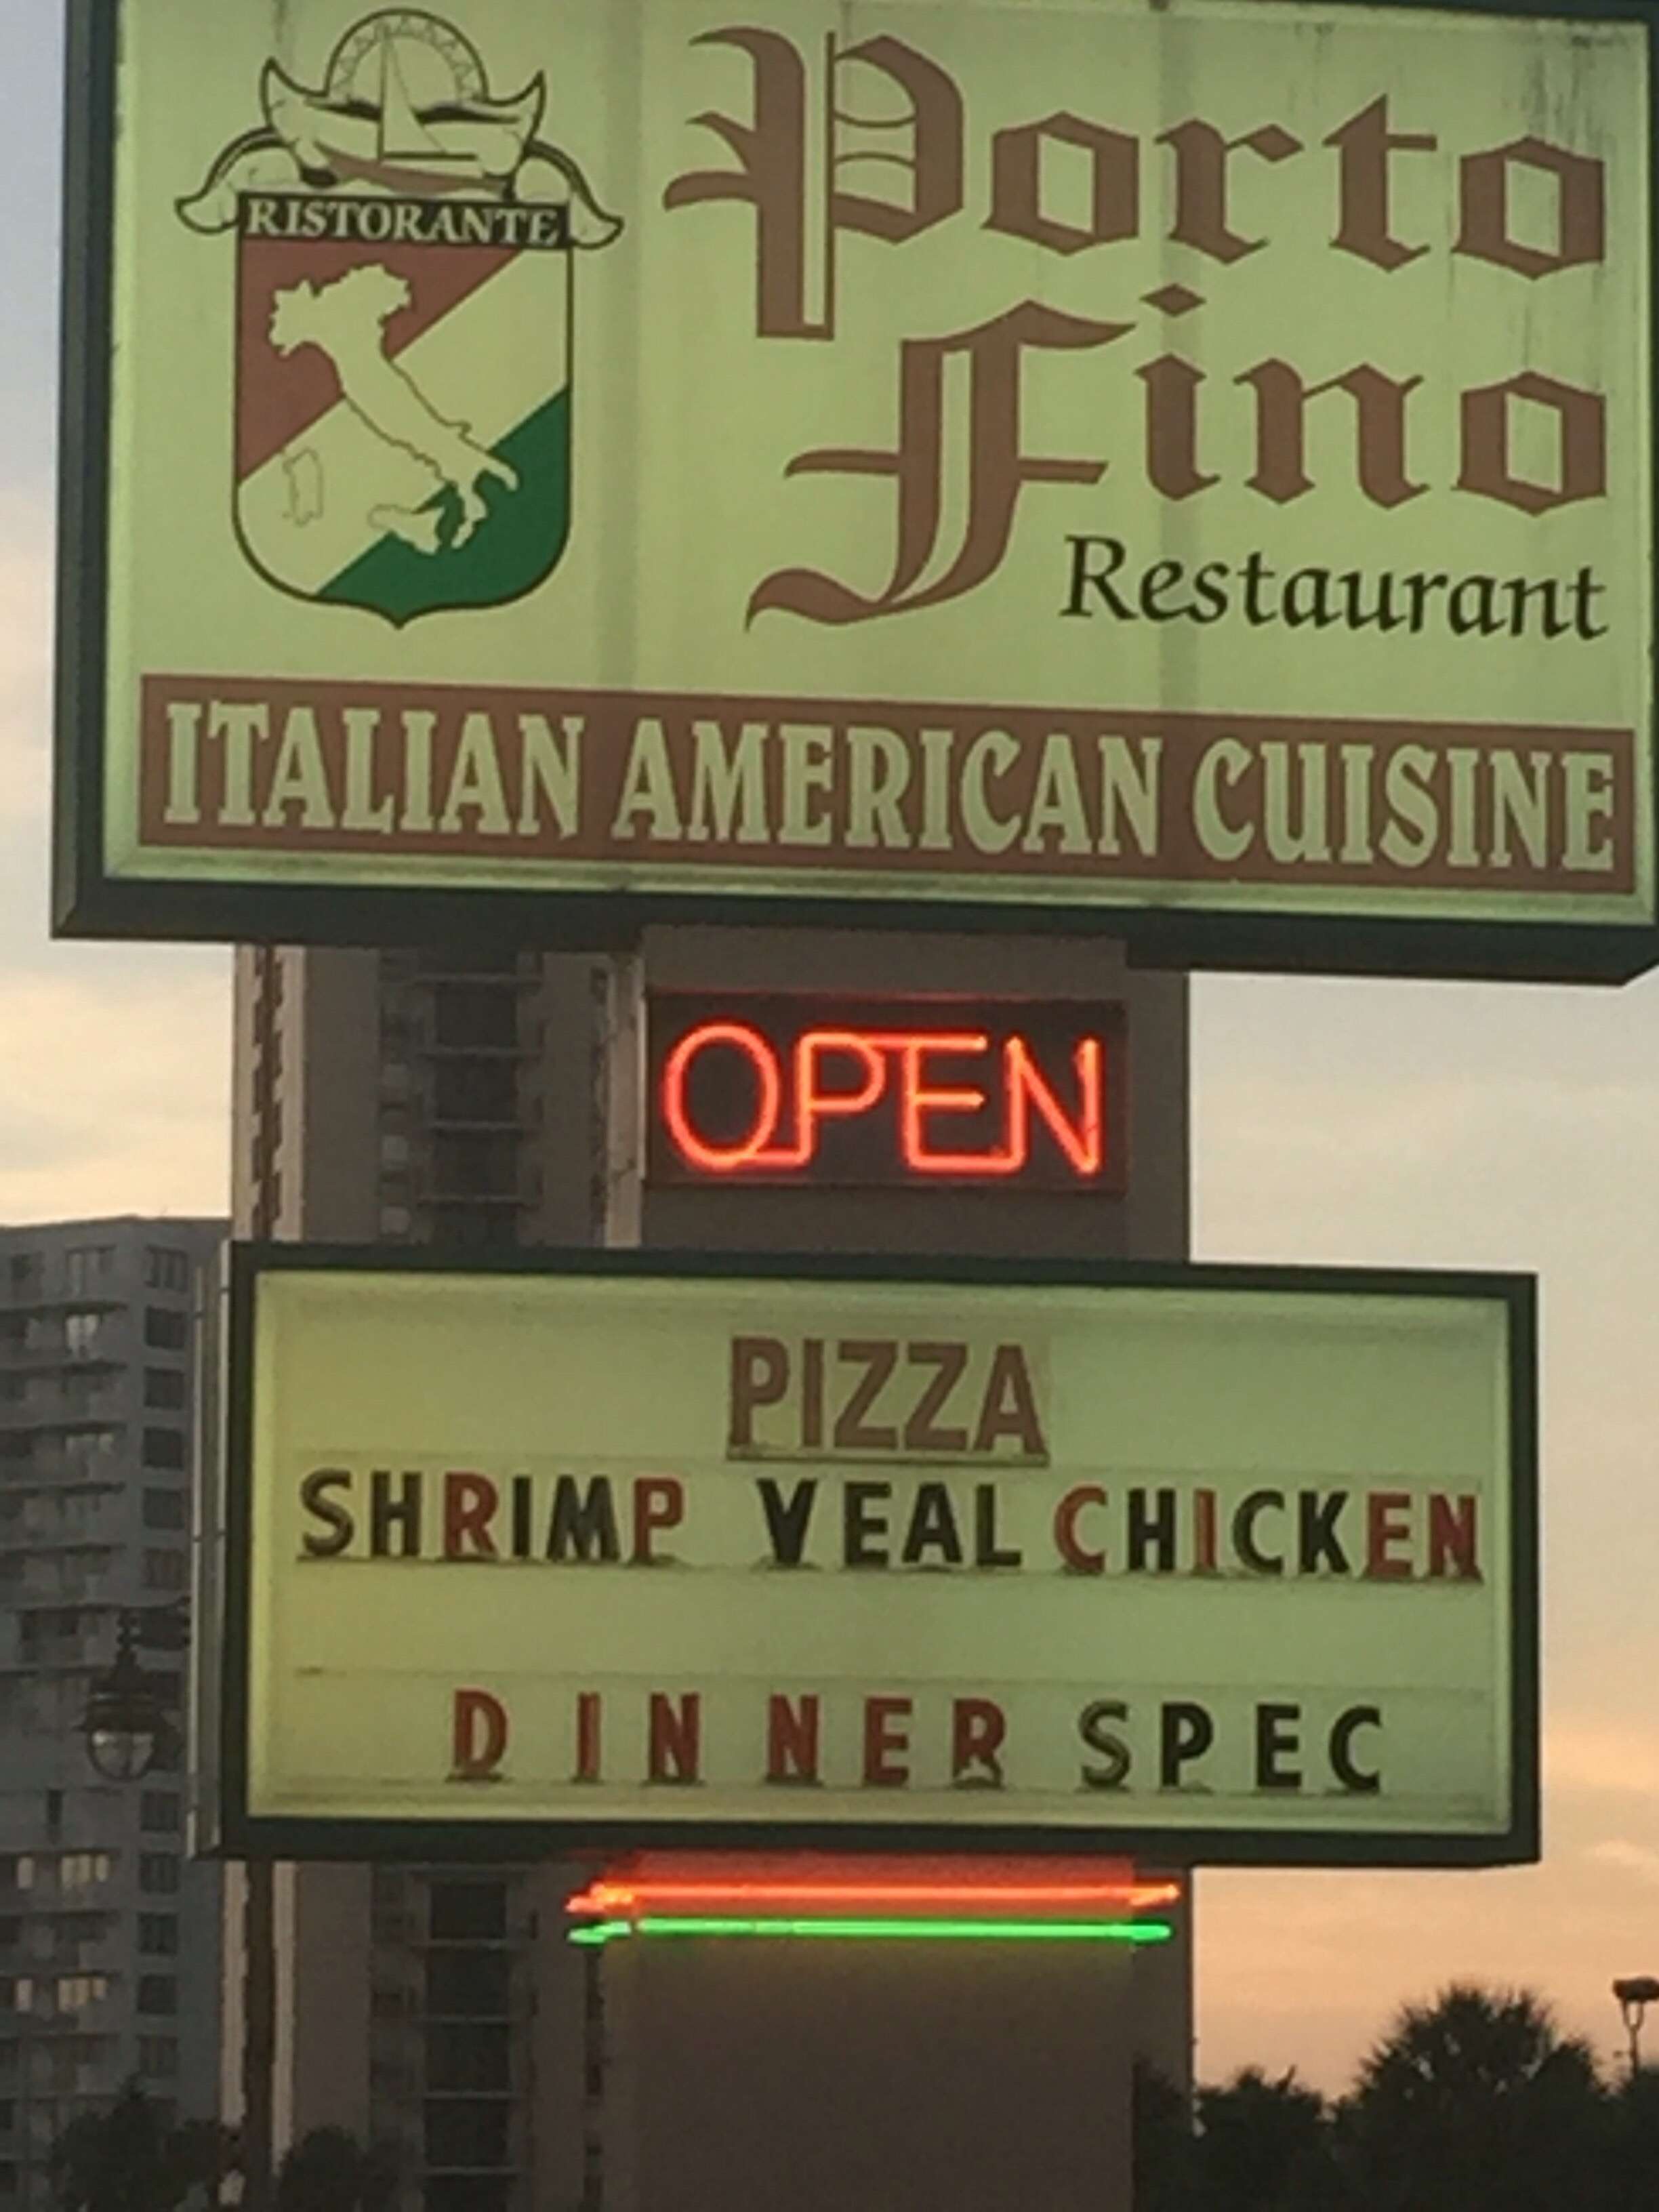 RISTORANTE
Porto
Fino
Restaurant
ITALIAN AMERICAN CUISINE
OPEN
PIZZA
SHRIMP VEAL CHICKEN
DINNER SPEC